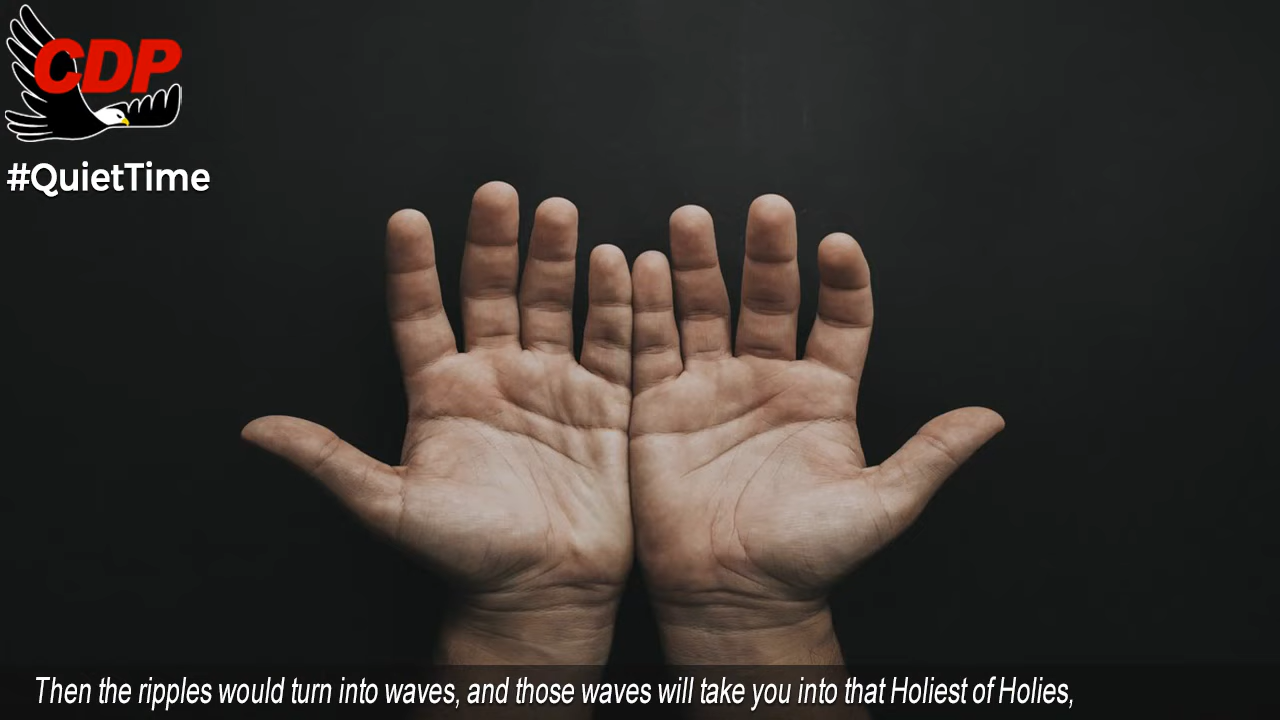 CDP
#QuietTime
Then the ripples would turn into waves, and those waves will take you into that Holiest of Holies,